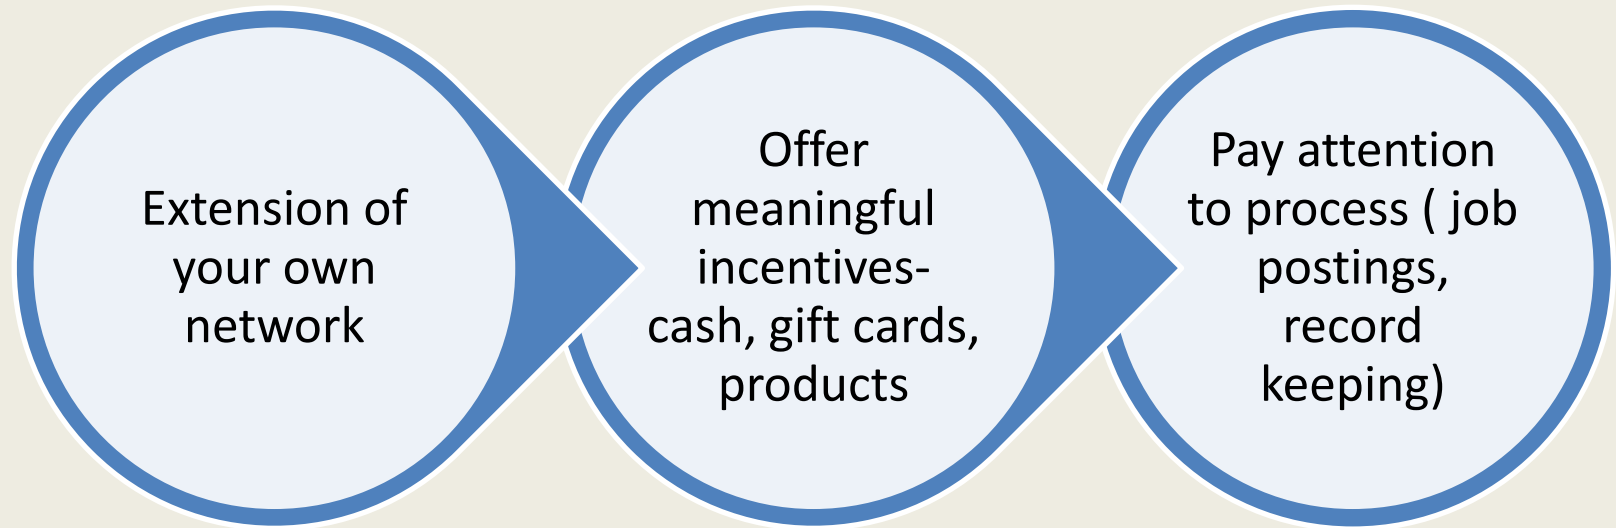 Extension of
your own
network
Offer
meaningful
incentives-
cash, gift cards,
products
Pay attention
to process ( job
postings,
record
keeping)